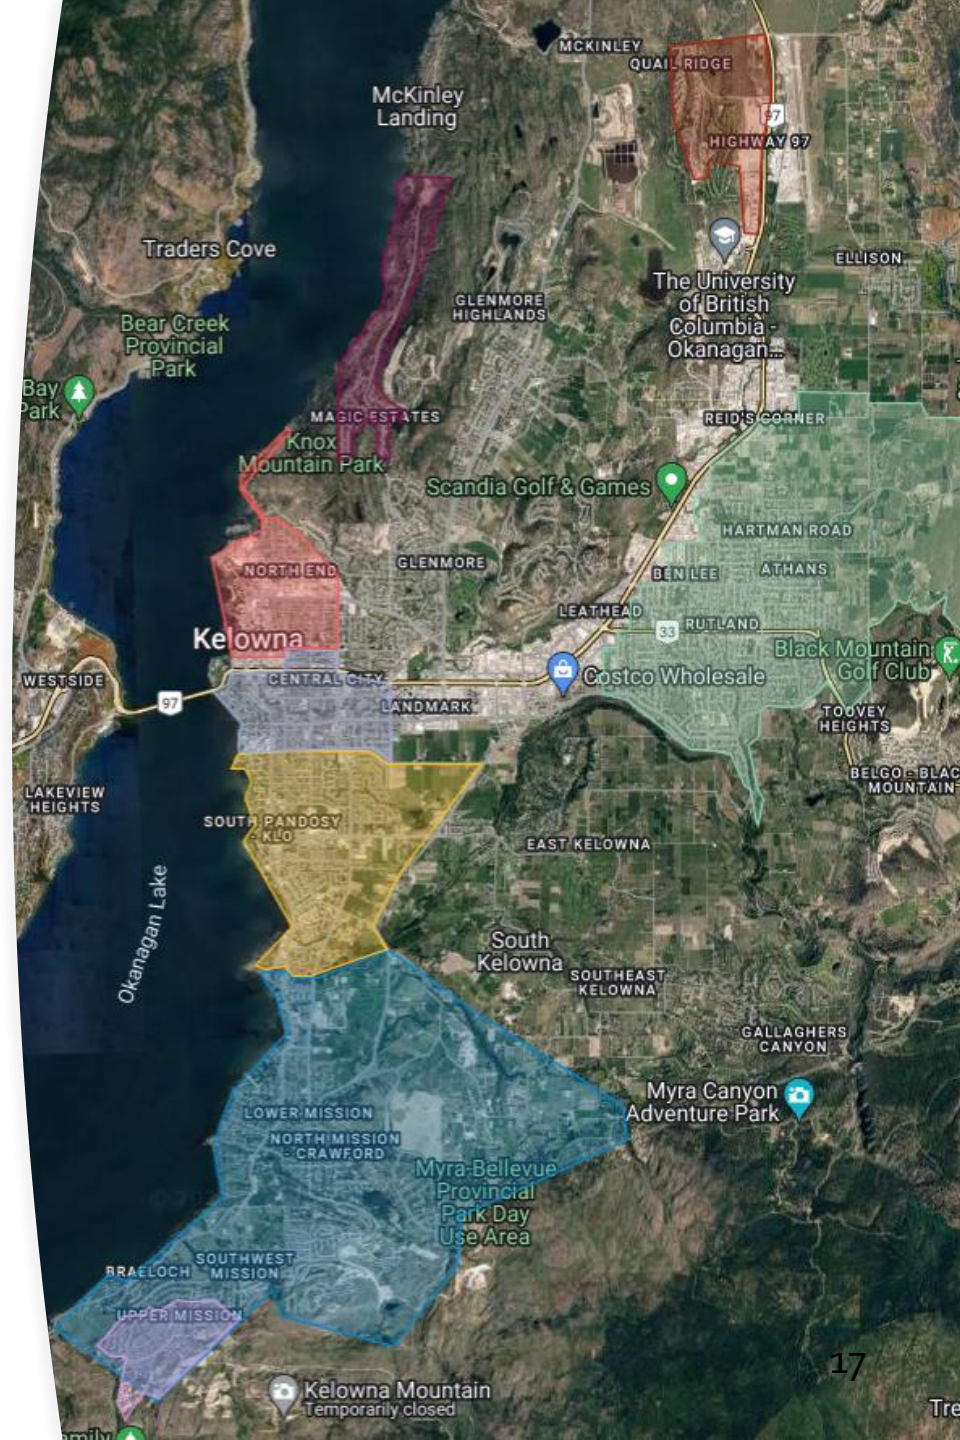 MCKINLEY
QUAIL RIDGE
McKinley
Landing
97
HIGHWAY 97
Traders Cove
ELLISON
The University
of British
Columbia -
Okanagan...
GLENMORE
HIGHLANDS
Bear Creek
Provincial
Park
Bay
Park
MAGIC ESTATES
REID'S CORNER
Knox
Mountain Park
Scandia Golf & Games
HARTMAN ROAD
NORTH END
GLENMORE
BEN LEE
ATHANS
LEATHEAD
33
RUTLAND
Kelowna
Black Mountain
Golf Club
WESTSIDE
CENTRAL CITY
Costco Wholesale
97
LANDMARK
TOOVEY
HEIGHTS
LAKEVIEW
HEIGHTS
BELGO - BLAC
MOUNTAIN
SOUTH PANDOSY
- KLO
EAST KELOWNA
Okanagan Lake
South
Kelowna
SOUTHEAST
KELOWNA
GALLAGHERS
CANYON
Myra Canyon
Adventure Park
LOWER MISSION
NORTH MISSION
- CRAWFORD
Myra-Bellevue
Provincial
Park Day
Use Area
SOUTHWEST
MISSION
BRAELOCH
UPPER MISSION
17
Kelowna Mountain
Temporarily closed
Tre
amily